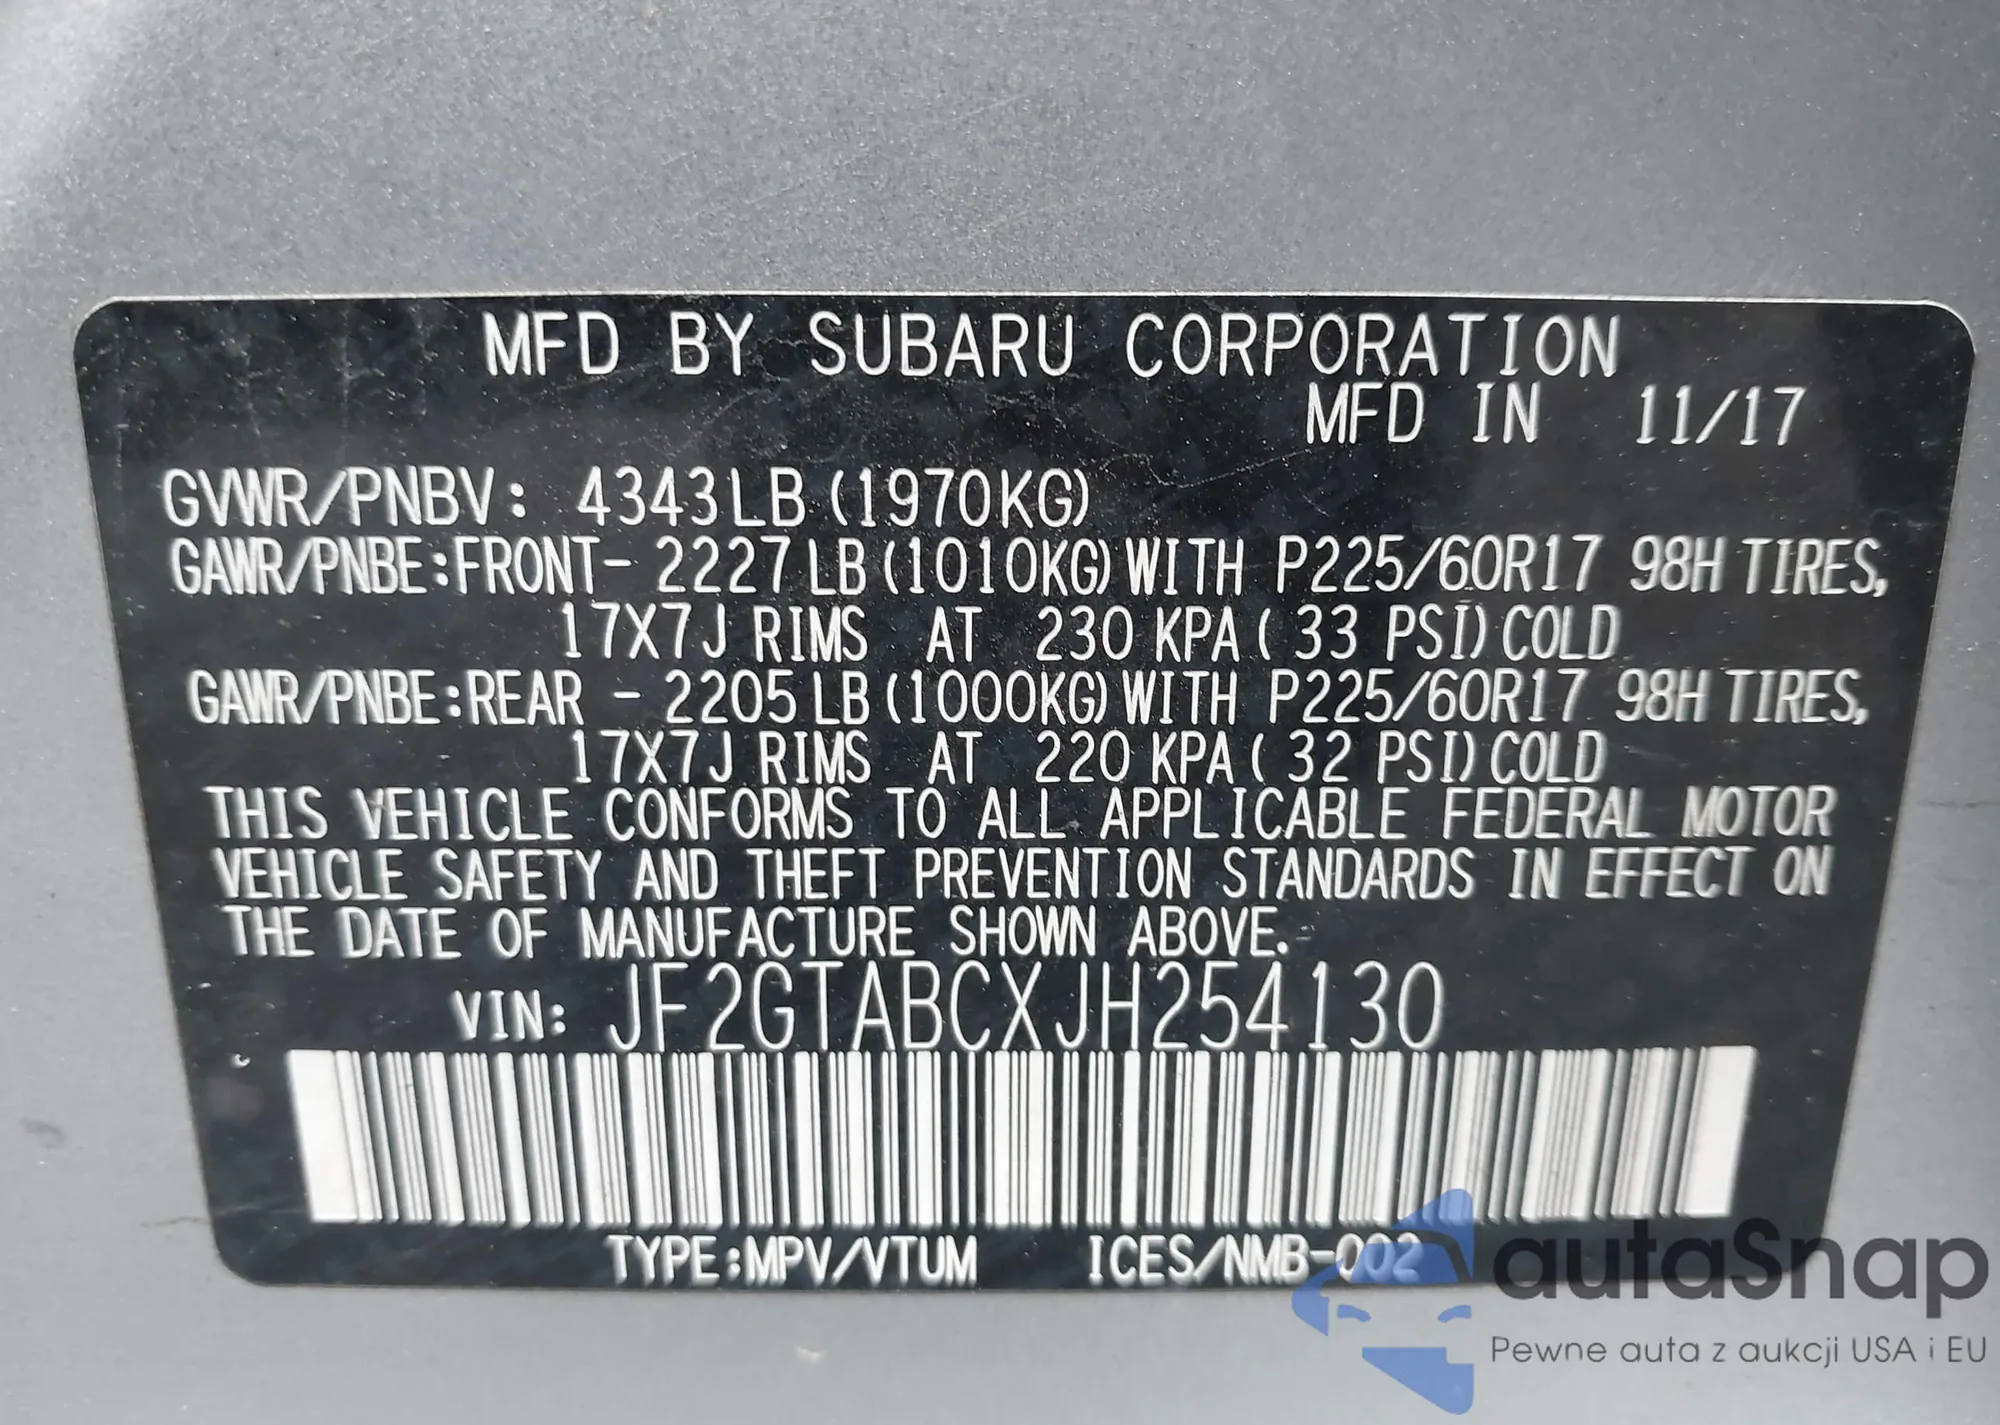 MFD BY SUBARU CORPORATION
MFD IN 11/17
GVWR/PNBV: 4343LB (1970KG)
GAWR/PNBE:FRONT- 2227LB (1010KG) WITH P225/60R17 98H TIRES,
17X7J RIMS AT 230 KPA ( 33 PSI) COLD
GAWR/PNBE:REAR - 2205LB (1000KG) WITH P225/60R17 98H TIRES,
17X7J RIMS AT 220 KPA ( 32 PSI) COLD
THIS VEHICLE CONFORMS TO ALL APPLICABLE FEDERAL MOTOR
VEHICLE SAFETY AND THEFT PREVENTION STANDARDS IN EFFECT ON
THE DATE OF MANUFACTURE SHOWN ABOVE.
VIN: JF2GTABCXJH254130
TYPE:MPV/VTUM ICES/NMB-002
autaSnap
Pewne auta z aukcji USA i EU